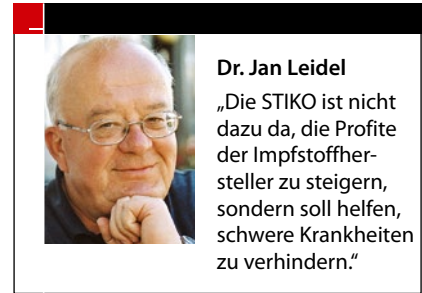 Dr. Jan Leidel
„Die STIKO ist nicht
dazu da, die Profite
der Impfstoffher-
steller zu steigern,
sondern soll helfen,
schwere Krankheiten
zu verhindern.“